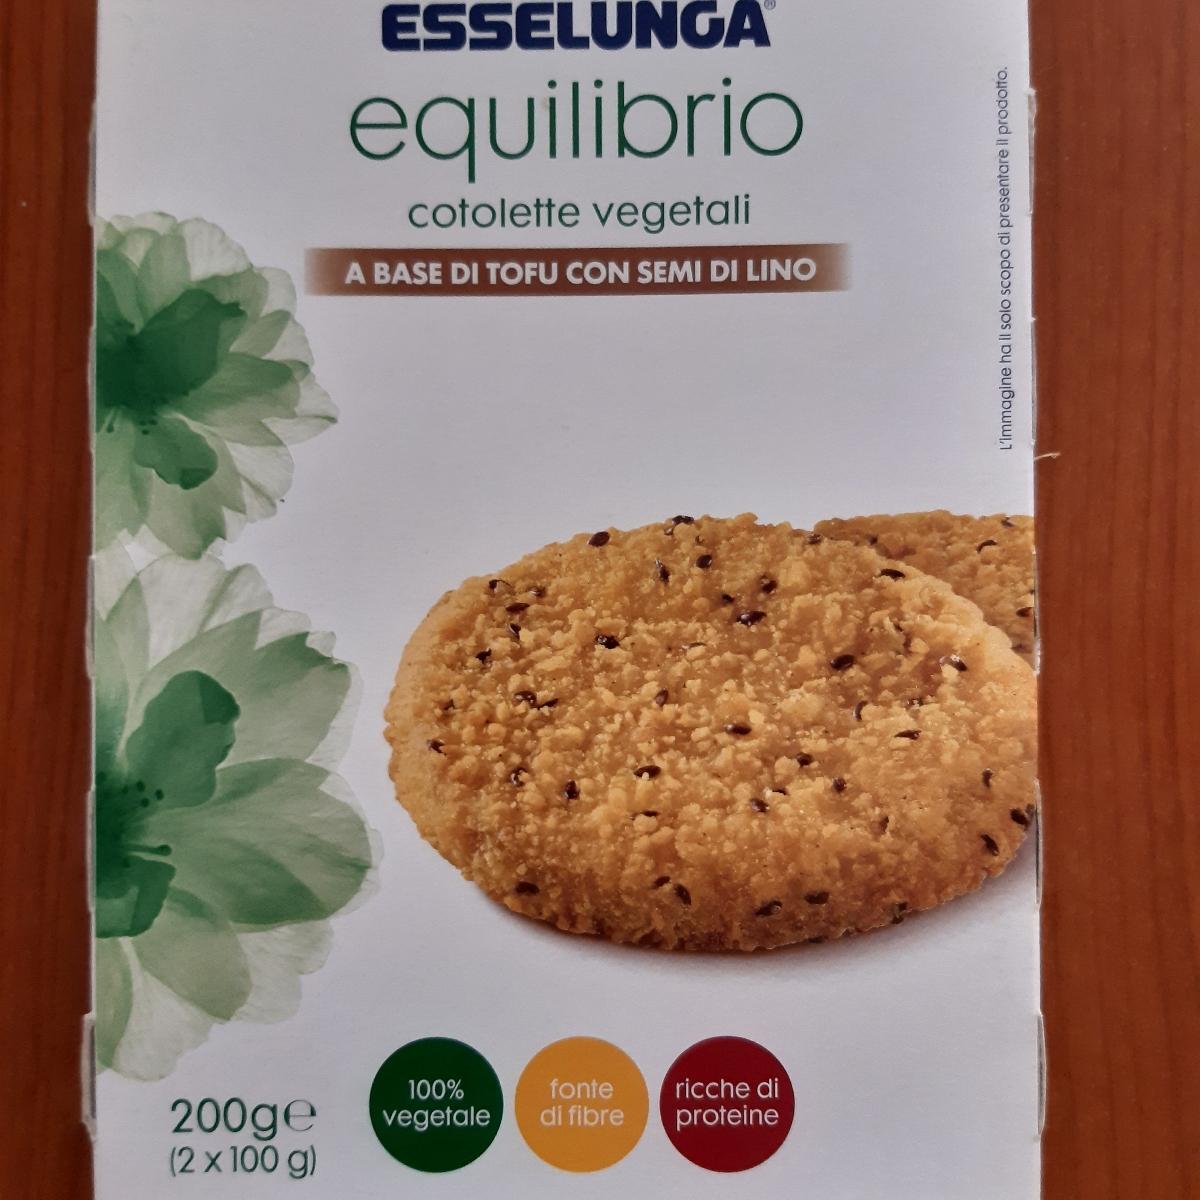 ESSELUNGA®
equilibrio
cotolette vegetali
A BASE DI TOFU CON SEMI DI LINO
L'immagine ha il solo scopo di presentare il prodotto.
100%
vegetale
fonte
di fibre
ricche di
proteine
200g℮
(2 x 100 g)